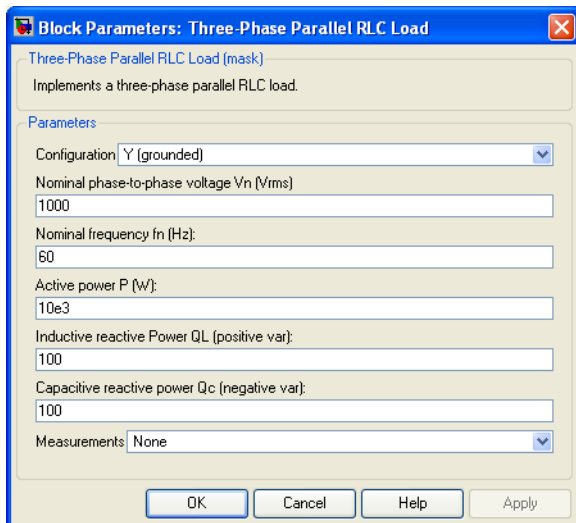 Block Parameters: Three-Phase Parallel RLC Load
Three-Phase Parallel RLC Load (mask)
Implements a three-phase parallel RLC load.
Parameters
Configuration Y (grounded)
Nominal phase-to-phase voltage Vn (Vrms)
1000
Nominal frequency fn (Hz):
60
Active power P (W):
10e3
Inductive reactive Power QL (positive var):
100
Capacitive reactive power Qc (negative var):
100
Measurements None
OK Cancel Help Apply